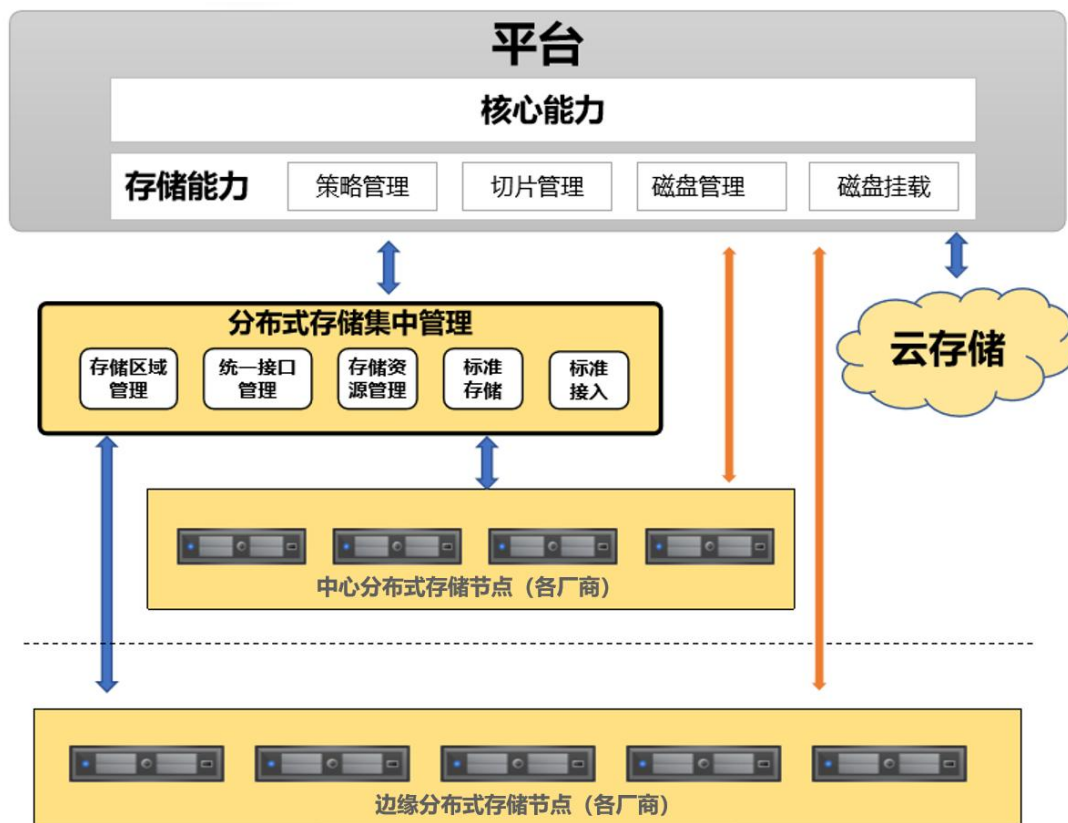 平台
核心能力
存储能力 策略管理 切片管理 磁盘管理 磁盘挂载
分布式存储集中管理
存储区域
管理
统一接口
管理
存储资
源管理
标准
存储
标准
接入
云存储
中心分布式存储节点（各厂商）
边缘分布式存储节点（各厂商）